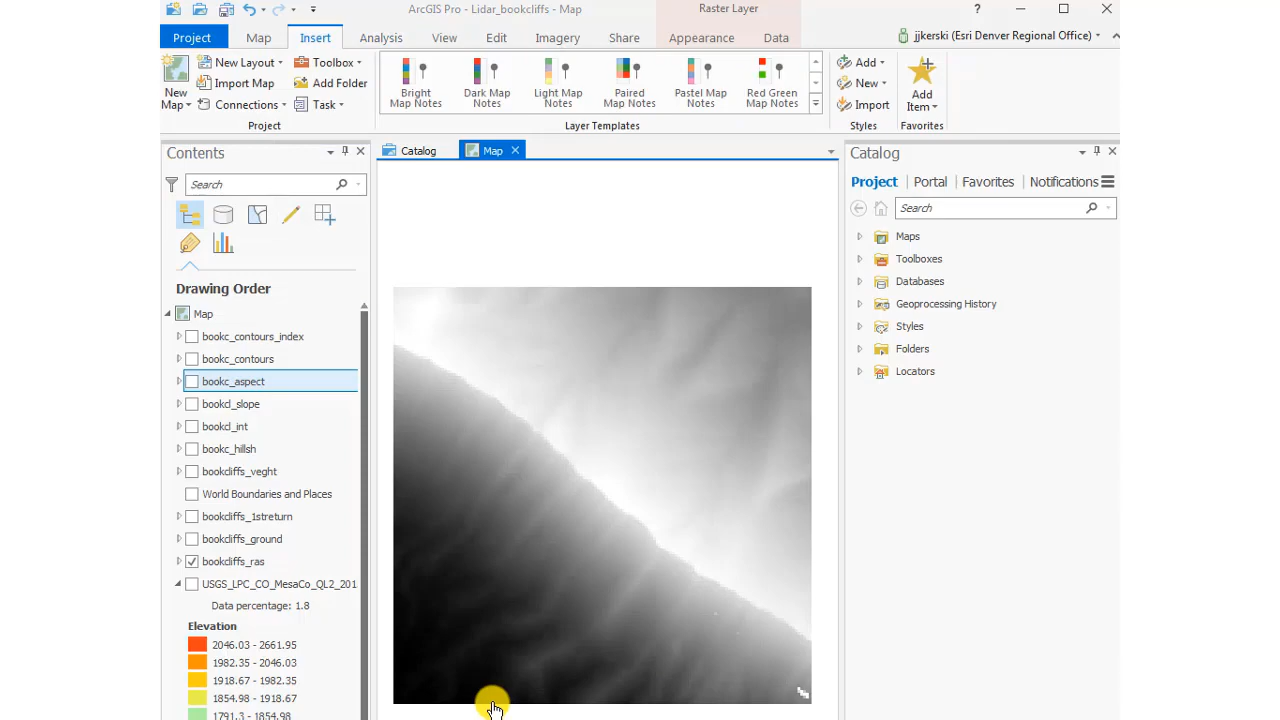 ArcGIS Pro - Lidar_bookcliffs - Map
Raster Layer
?
Project Map Insert Analysis View Edit Imagery Share Appearance Data
jjkerski (Esri Denver Regional Office)
New Map
New Layout
Import Map
Connections
Toolbox
Add Folder
Task
Project
Bright Map Notes
Dark Map Notes
Light Map Notes
Paired Map Notes
Pastel Map Notes
Red Green Map Notes
Layer Templates
Add
New
Import
Styles
Add Item
Favorites
Contents
Search
Drawing Order
Map
bookc_contours_index
bookc_contours
bookc_aspect
bookcl_slope
bookcl_int
bookc_hillsh
bookcliffs_veght
World Boundaries and Places
bookcliffs_1streturn
bookcliffs_ground
bookcliffs_ras
USGS_LPC_CO_MesaCo_QL2_201
Data percentage: 1.8
Elevation
2046.03 - 2661.95
1982.35 - 2046.03
1918.67 - 1982.35
1854.98 - 1918.67
1791.3 - 1854.98
Catalog
Map
Catalog
Project Portal Favorites Notifications
Search
Maps
Toolboxes
Databases
Geoprocessing History
Styles
Folders
Locators